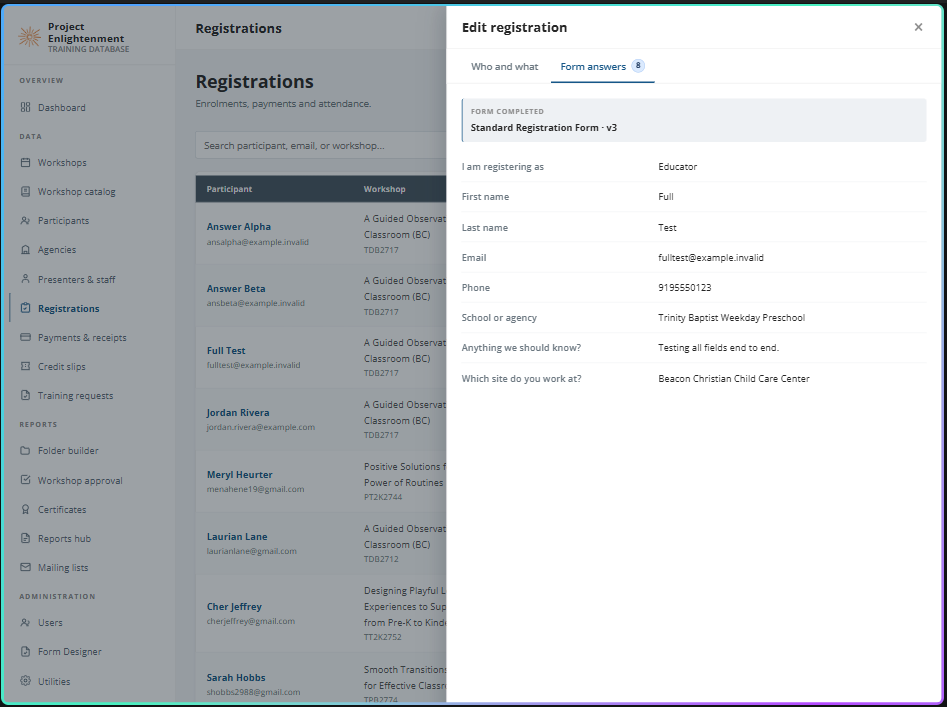 Project
Enlightenment
TRAINING DATABASE
OVERVIEW
Dashboard
DATA
Workshops
Workshop catalog
Participants
Agencies
Presenters & staff
Registrations
Payments & receipts
Credit slips
Training requests
REPORTS
Folder builder
Workshop approval
Certificates
Reports hub
Mailing lists
ADMINISTRATION
Users
Form Designer
Utilities
Registrations
Registrations
Enrolments, payments and attendance.
Search participant, email, or workshop...
Participant Workshop
Answer Alpha
ansalpha@example.invalid
A Guided Observat
Classroom (BC)
TDB2717
Answer Beta
ansbeta@example.invalid
A Guided Observat
Classroom (BC)
TDB2717
Full Test
fulltest@example.invalid
A Guided Observat
Classroom (BC)
TDB2717
Jordan Rivera
jordan.rivera@example.com
A Guided Observat
Classroom (BC)
TDB2717
Meryl Heurter
menahene19@gmail.com
Positive Solutions f
Power of Routines
PT2K2744
Laurian Lane
laurianlane@gmail.com
A Guided Observat
Classroom (BC)
TDB2712
Cher Jeffrey
cherjeffrey@gmail.com
Designing Playful L
Experiences to Sup
from Pre-K to Kinde
TT2K2752
Sarah Hobbs
shobbs2988@gmail.com
Smooth Transitions
for Effective Classr
TPB2774
Edit registration
Who and what
Form answers 8
FORM COMPLETED
Standard Registration Form · v3
I am registering as Educator
First name Full
Last name Test
Email fulltest@example.invalid
Phone 9195550123
School or agency Trinity Baptist Weekday Preschool
Anything we should know? Testing all fields end to end.
Which site do you work at? Beacon Christian Child Care Center